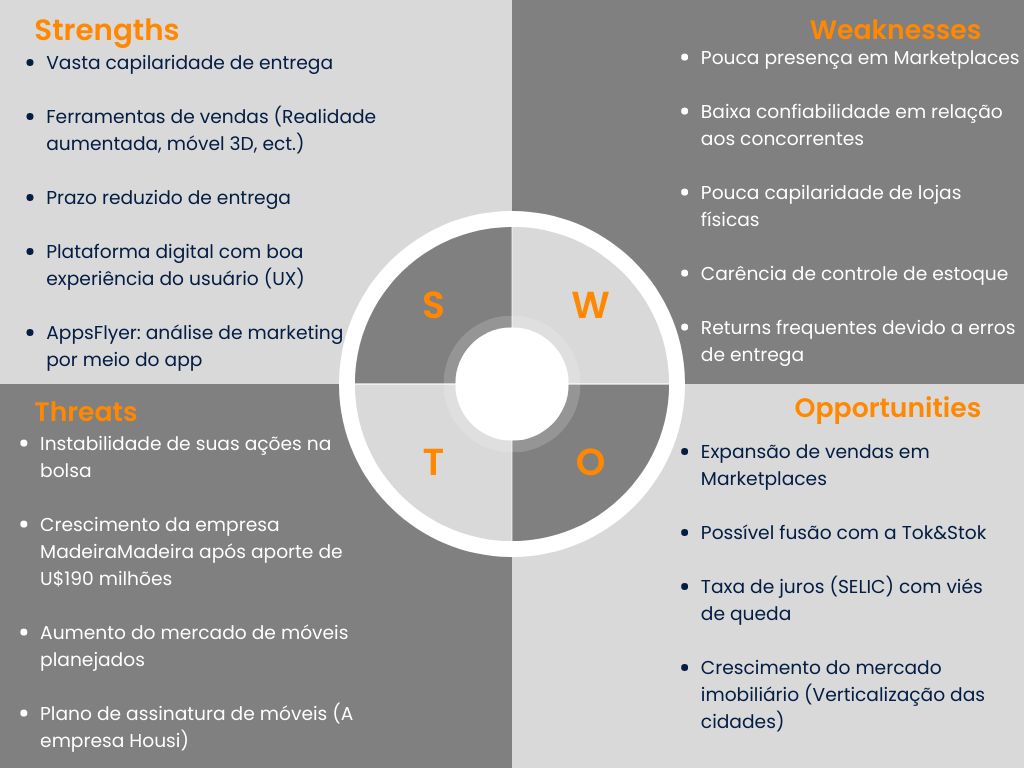 Strengths
• Vasta capilaridade de entrega
• Ferramentas de vendas (Realidade
aumentada, móvel 3D, ect.)
• Prazo reduzido de entrega
• Plataforma digital com boa
experiência do usuário (UX)
• AppsFlyer: análise de marketing
por meio do app
Weaknesses
• Pouca presença em Marketplaces
• Baixa confiabilidade em relação
aos concorrentes
• Pouca capilaridade de lojas
físicas
• Carência de controle de estoque
• Returns frequentes devido a erros
de entrega
S
W
T
O
Threats
• Instabilidade de suas ações na
bolsa
• Crescimento da empresa
MadeiraMadeira após aporte de
U$190 milhões
• Aumento do mercado de móveis
planejados
• Plano de assinatura de móveis (A
empresa Housi)
Opportunities
• Expansão de vendas em
Marketplaces
• Possível fusão com a Tok&Stok
• Taxa de juros (SELIC) com viés
de queda
• Crescimento do mercado
imobiliário (Verticalização das
cidades)